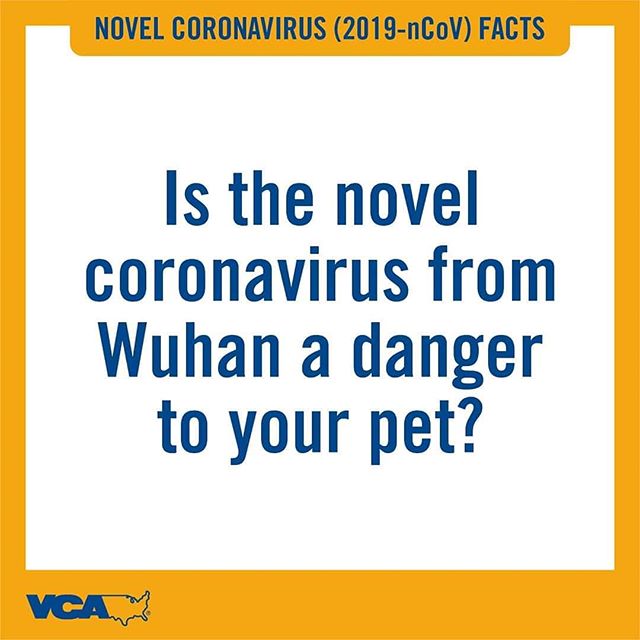 NOVEL CORONAVIRUS (2019-nCoV) FACTS
Is the novel
coronavirus from
Wuhan a danger
to your pet?
VCA